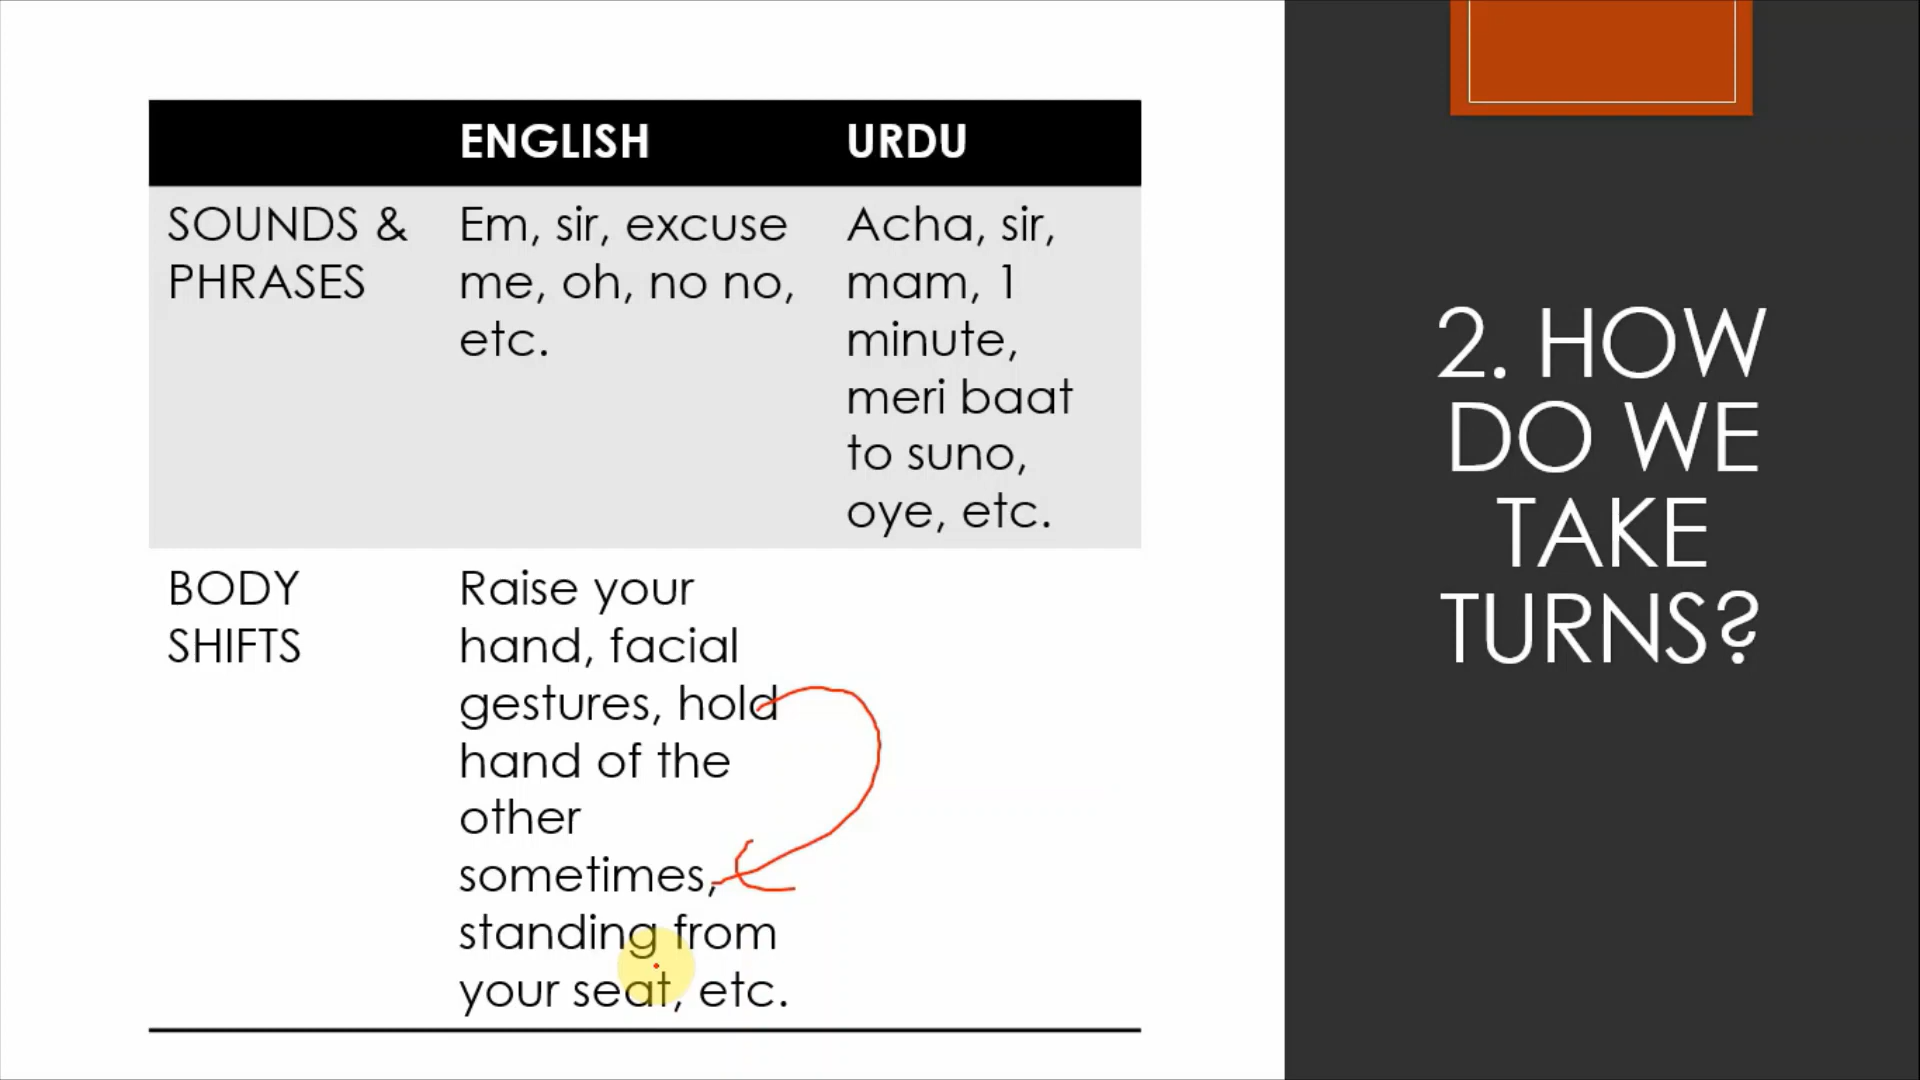 ENGLISH URDU
SOUNDS & Em, sir, excuse Acha, sir,
PHRASES me, oh, no no, mam, 1
etc. minute,
meri baat
to suno,
oye, etc.
BODY Raise your
SHIFTS hand, facial
gestures, hold
hand of the
other
sometimes,
standing from
your seat, etc.
2. HOW
DO WE
TAKE
TURNS?